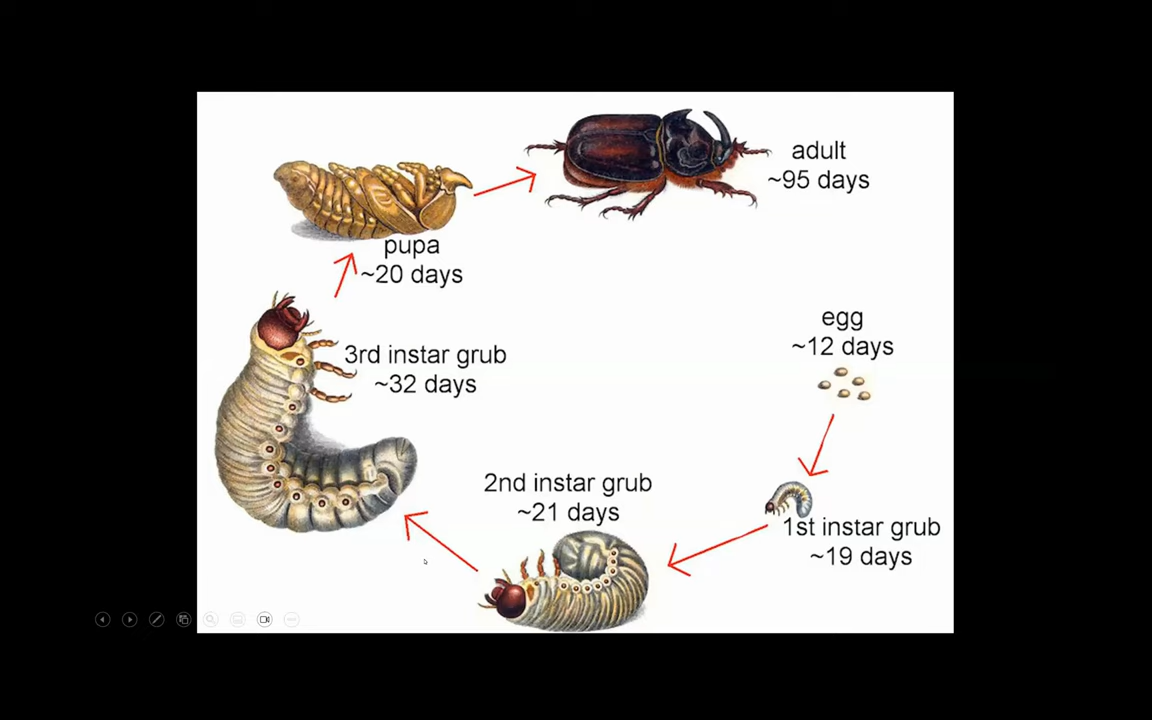 adult
~95 days
pupa
~20 days
egg
~12 days
3rd instar grub
~32 days
2nd instar grub
~21 days
1st instar grub
~19 days